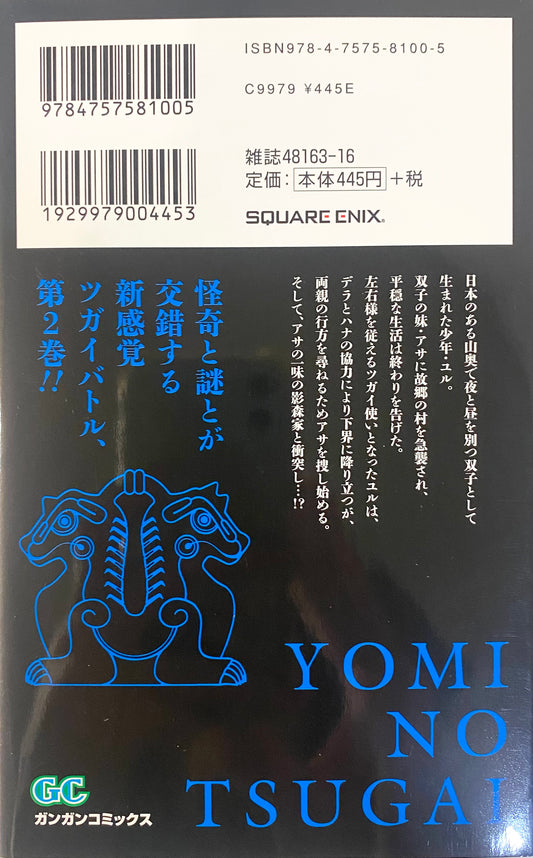 ISBN978-4-7575-8100-5
C9979 ¥445E
9784757581005
雑誌48163-16
定価：本体445円+税
1929979004453
SQUARE ENIX®
日本のある山奥で夜と昼を別つ双子として
生まれた少年・ユル。
双子の妹・アサに故郷の村を急襲され、
平穏な生活は終わりを告げた。
左右様を従えるツガイ使いとなったユルは、
デラとハナの協力により下界に降り立つが、
両親の行方を尋ねるためアサを捜し始める。
そして、アサの一味の影森家と衝突し…!?
怪奇と謎とが
交錯する
新感覚
ツガイバトル、
第2巻!!
YOMI
NO
TSUGAI
GC
ガンガンコミックス